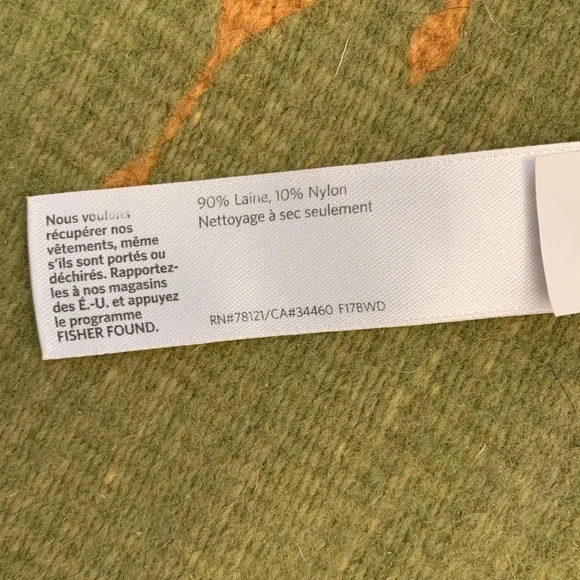 Nous voulons
récupérer nos
vêtements, même
s'ils sont portés ou
déchirés. Rapportez-
les à nos magasins
des É.-U. et appuyez
le programme
FISHER FOUND.
90% Laine, 10% Nylon
Nettoyage à sec seulement
RN#78121/CA#34460 F17BWD